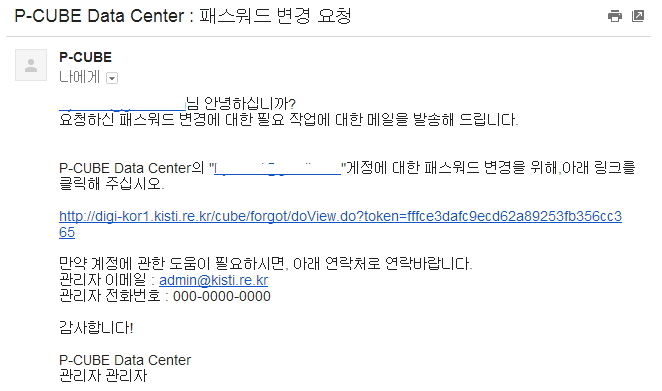 P-CUBE Data Center : 패스워드 변경 요청
P-CUBE
나에게
님 안녕하십니까?
요청하신 패스워드 변경에 대한 필요 작업에 대한 메일을 발송해 드립니다.
P-CUBE Data Center의 "" 계정에 대한 패스워드 변경을 위해,아래 링크를
클릭해 주십시오.
http://digi-kor1.kisti.re.kr/cube/forgot/doView.do?token=fffce3dafc9ecd62a89253fb356cc3
65
만약 계정에 관한 도움이 필요하시면, 아래 연락처로 연락바랍니다.
관리자 이메일 : admin@kisti.re.kr
관리자 전화번호 : 000-0000-0000
감사합니다!
P-CUBE Data Center
관리자 관리자